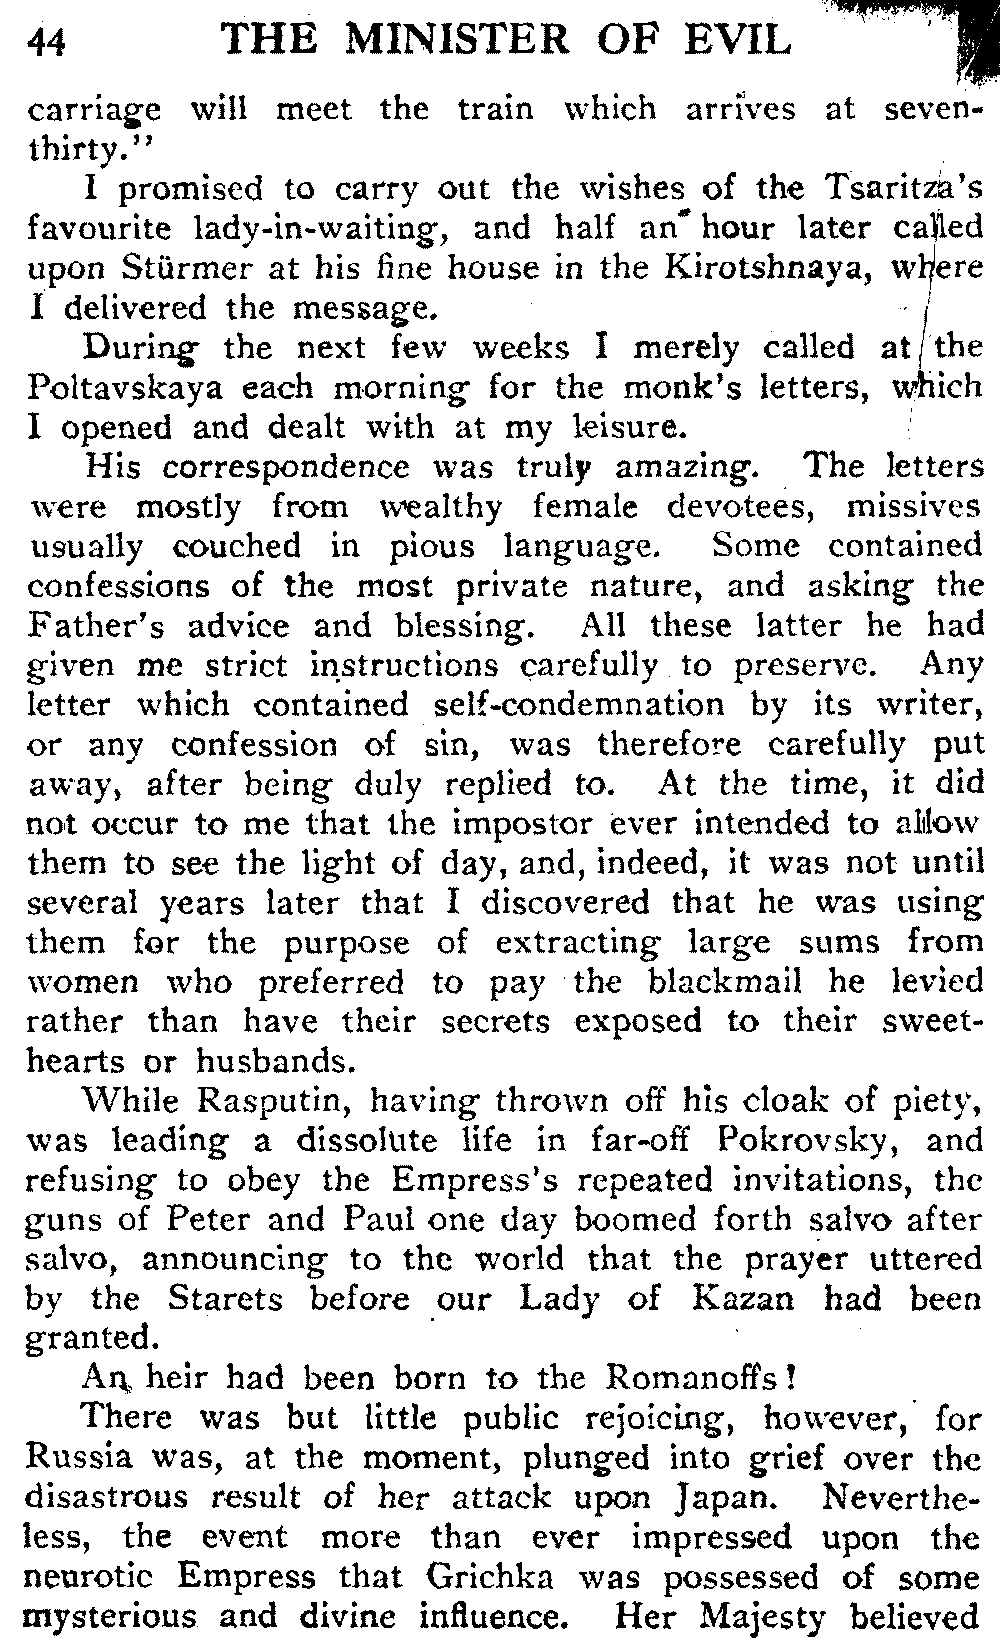 44 THE MINISTER OF EVIL
carriage will meet the train which arrives at seven-
thirty."
I promised to carry out the wishes of the Tsaritza's
favourite lady-in-waiting, and half an hour later called
upon Stürmer at his fine house in the Kirotshnaya, where
I delivered the message.
During the next few weeks I merely called at the
Poltavskaya each morning for the monk's letters, which
I opened and dealt with at my leisure.
His correspondence was truly amazing. The letters
were mostly from wealthy female devotees, missives
usually couched in pious language. Some contained
confessions of the most private nature, and asking the
Father's advice and blessing. All these latter he had
given me strict instructions carefully to preserve. Any
letter which contained self-condemnation by its writer,
or any confession of sin, was therefore carefully put
away, after being duly replied to. At the time, it did
not occur to me that the impostor ever intended to allow
them to see the light of day, and, indeed, it was not until
several years later that I discovered that he was using
them for the purpose of extracting large sums from
women who preferred to pay the blackmail he levied
rather than have their secrets exposed to their sweet-
hearts or husbands.
While Rasputin, having thrown off his cloak of piety,
was leading a dissolute life in far-off Pokrovsky, and
refusing to obey the Empress's repeated invitations, the
guns of Peter and Paul one day boomed forth salvo after
salvo, announcing to the world that the prayer uttered
by the Starets before our Lady of Kazan had been
granted.
An heir had been born to the Romanoffs!
There was but little public rejoicing, however, for
Russia was, at the moment, plunged into grief over the
disastrous result of her attack upon Japan. Neverthe-
less, the event more than ever impressed upon the
neurotic Empress that Grichka was possessed of some
mysterious and divine influence. Her Majesty believed